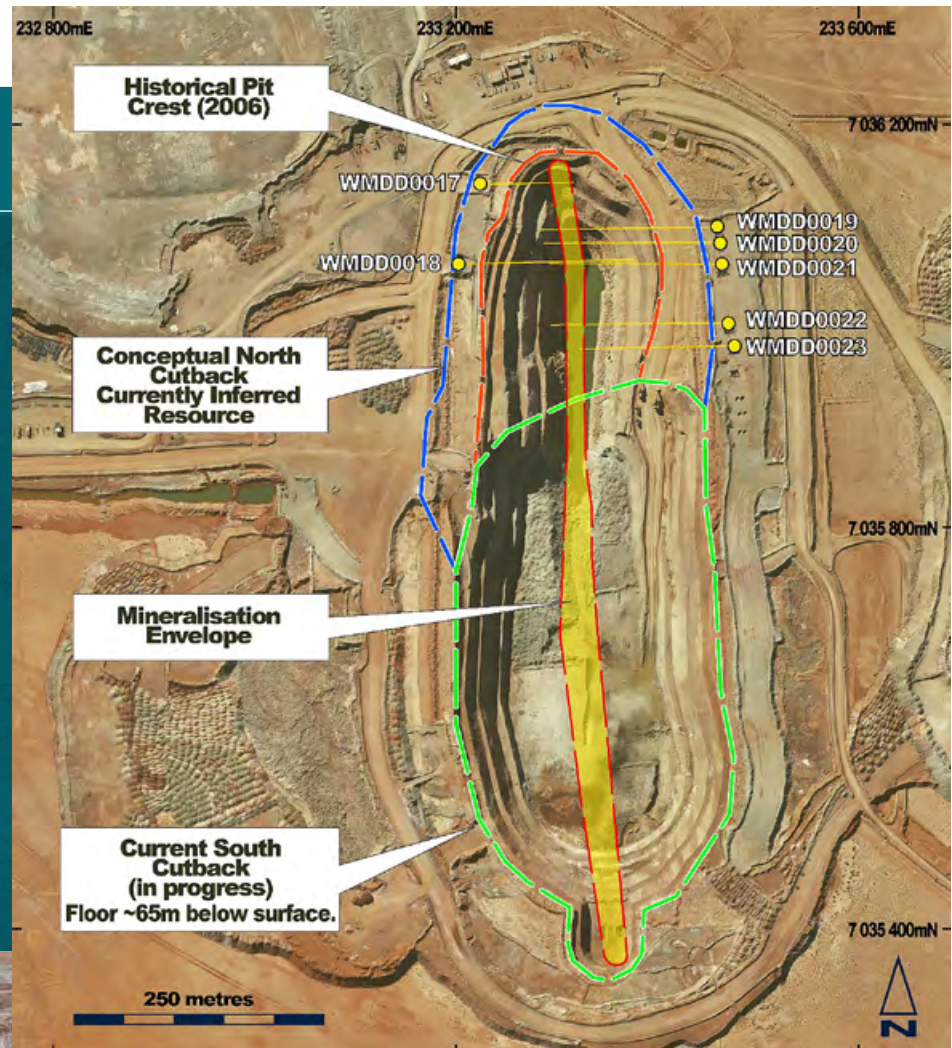 232 800mE
233 200mE
233 600mE
Historical Pit
Crest (2006)
7 036 200mN
WMDD0017
WMDD0019
WMDD0020
WMDD0018
WMDD0021
WMDD0022
WMDD0023
Conceptual North
Cutback
Currently Inferred
Resource
7 035 800mN
Mineralisation
Envelope
Current South
Cutback
(in progress)
Floor ~65m below surface.
7 035 400mN
250 metres
N